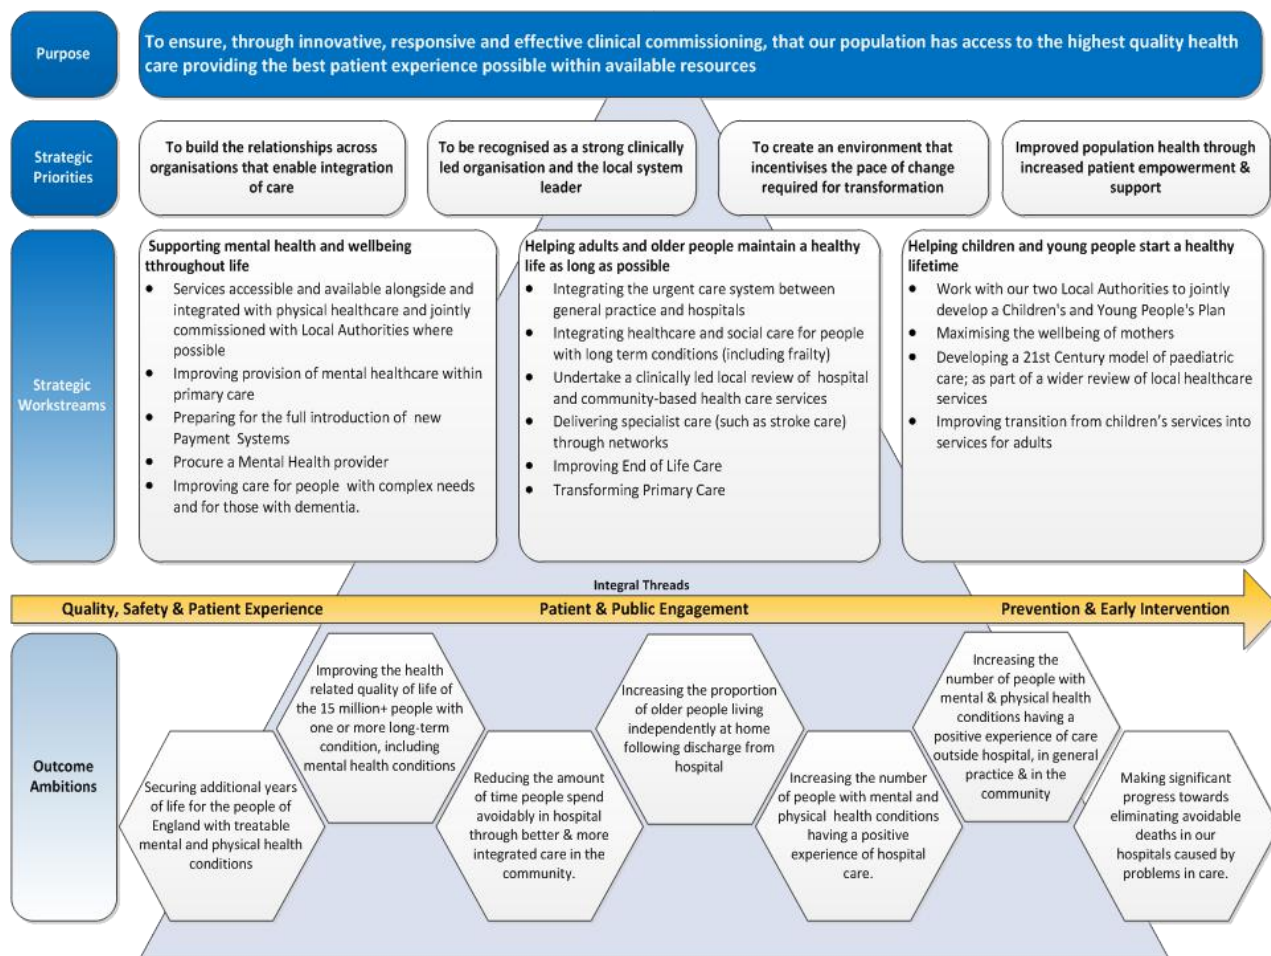 Purpose
To ensure, through innovative, responsive and effective clinical commissioning, that our population has access to the highest quality health
care providing the best patient experience possible within available resources
Strategic
Priorities
To build the relationships across
organisations that enable integration
of care
To be recognised as a strong clinically
led organisation and the local system
leader
To create an environment that
incentivises the pace of change
required for transformation
Improved population health through
increased patient empowerment &
support
Strategic
Workstreams
Supporting mental health and wellbeing
tthroughout life
• Services accessible and available alongside and
integrated with physical healthcare and jointly
commissioned with Local Authorities where
possible
• Improving provision of mental healthcare within
primary care
• Preparing for the full introduction of new
Payment Systems
• Procure a Mental Health provider
• Improving care for people with complex needs
and for those with dementia.
Helping adults and older people maintain a healthy
life as long as possible
• Integrating the urgent care system between
general practice and hospitals
• Integrating healthcare and social care for people
with long term conditions (including frailty)
• Undertake a clinically led local review of hospital
and community-based health care services
• Delivering specialist care (such as stroke care)
through networks
• Improving End of Life Care
• Transforming Primary Care
Helping children and young people start a healthy
lifetime
• Work with our two Local Authorities to jointly
develop a Children's and Young People's Plan
• Maximising the wellbeing of mothers
• Developing a 21st Century model of paediatric
care; as part of a wider review of local healthcare
services
• Improving transition from children's services into
services for adults
Integral Threads
Quality, Safety & Patient Experience
Patient & Public Engagement
Prevention & Early Intervention
Outcome
Ambitions
Securing additional years
of life for the people of
England with treatable
mental and physical health
conditions
Improving the health
related quality of life of
the 15 million+ people with
one or more long-term
condition, including
mental health conditions
Reducing the amount
of time people spend
avoidably in hospital
through better & more
integrated care in the
community.
Increasing the proportion
of older people living
independently at home
following discharge from
hospital
Increasing the number
of people with mental and
physical health conditions
having a positive
experience of hospital
care.
Increasing the
number of people with
mental & physical health
conditions having a
positive experience of care
outside hospital, in general
practice & in the
community
Making significant
progress towards
eliminating avoidable
deaths in our
hospitals caused by
problems in care.